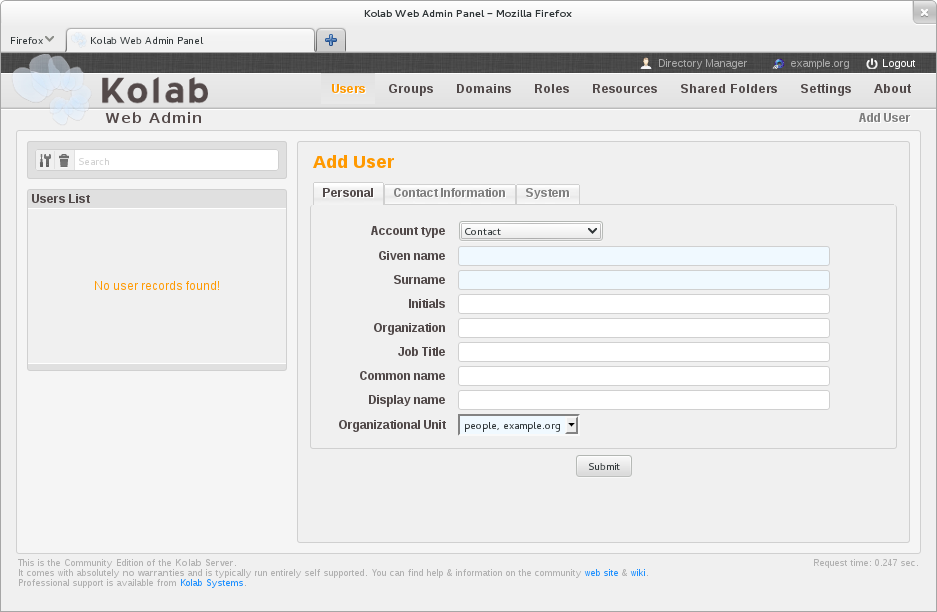 Kolab Web Admin Panel – Mozilla Firefox
Firefox
Kolab Web Admin Panel
Directory Manager example.org Logout
Kolab
Web Admin
Users Groups Domains Roles Resources Shared Folders Settings About
Add User
Search
Users List
No user records found!
Add User
Personal Contact Information System
Account type Contact
Given name
Surname
Initials
Organization
Job Title
Common name
Display name
Organizational Unit people, example.org
Submit
This is the Community Edition of the Kolab Server.
Request time: 0.247 sec.
It comes with absolutely no warranties and is typically run entirely self supported. You can find help & information on the community web site & wiki.
Professional support is available from Kolab Systems.